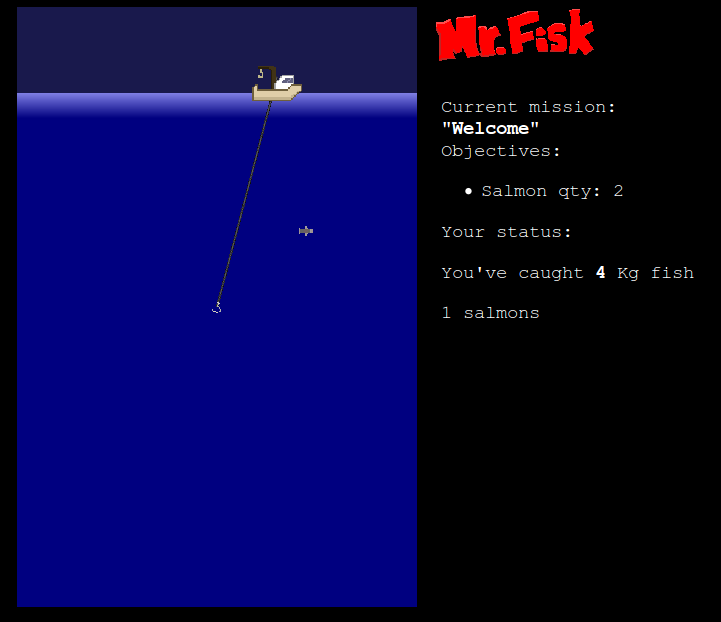 Mr. Fisk
Current mission:
"Welcome"
Objectives:
• Salmon qty: 2
Your status:
You've caught 4 Kg fish
1 salmons